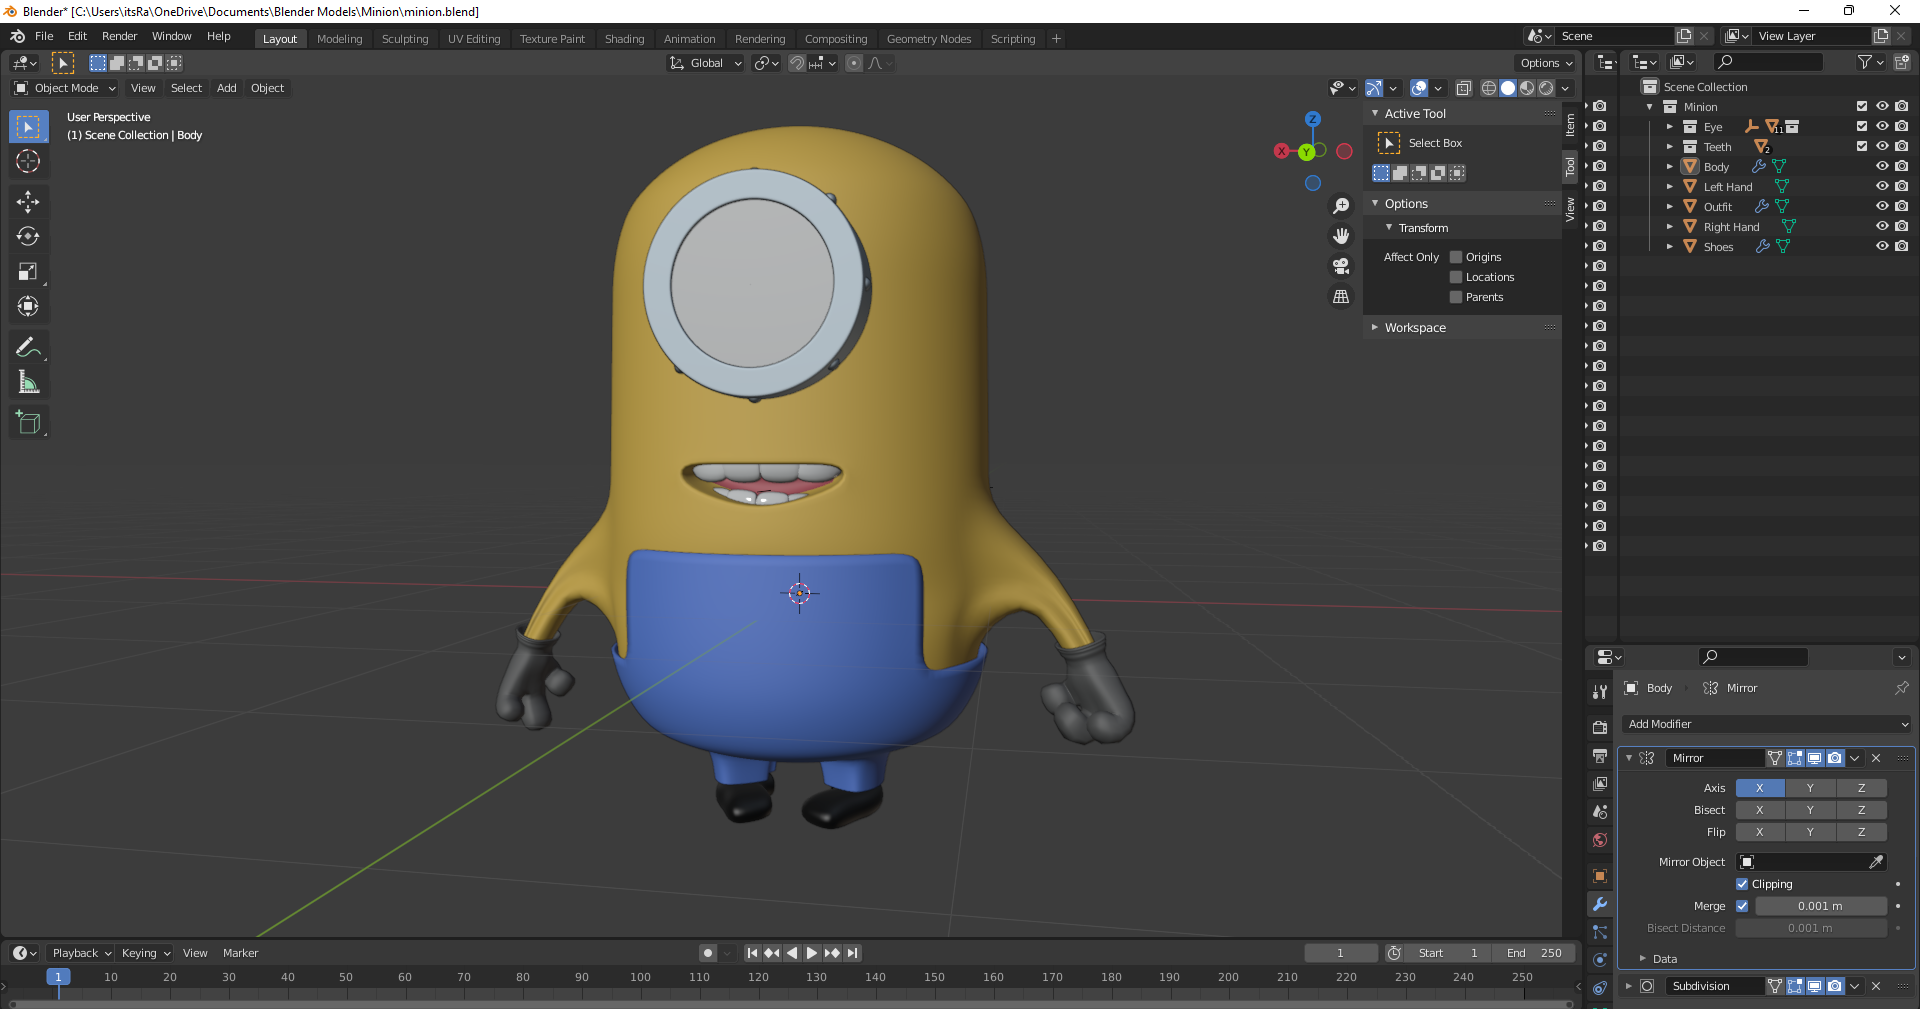 Blender* [C:\Users\itsRa\OneDrive\Documents\Blender Models\Minion\minion.blend]
File Edit Render Window Help Layout Modeling Sculpting UV Editing Texture Paint Shading Animation Rendering Compositing Geometry Nodes Scripting + Scene View Layer
Global Options
Object Mode View Select Add Object
User Perspective
(1) Scene Collection | Body
Z
X
Y
Active Tool
Select Box
Options
Transform
Affect Only Origins
Locations
Parents
Workspace
Item
Tool
View
Scene Collection
Minion
Eye 11
Teeth 2
Body
Left Hand
Outfit
Right Hand
Shoes
Body Mirror
Add Modifier
Mirror
Axis X Y Z
Bisect X Y Z
Flip X Y Z
Mirror Object
Clipping
Merge 0.001 m
Bisect Distance 0.001 m
Data
Subdivision
Playback Keying View Marker 1 Start 1 End 250
1 10 20 30 40 50 60 70 80 90 100 110 120 130 140 150 160 170 180 190 200 210 220 230 240 250